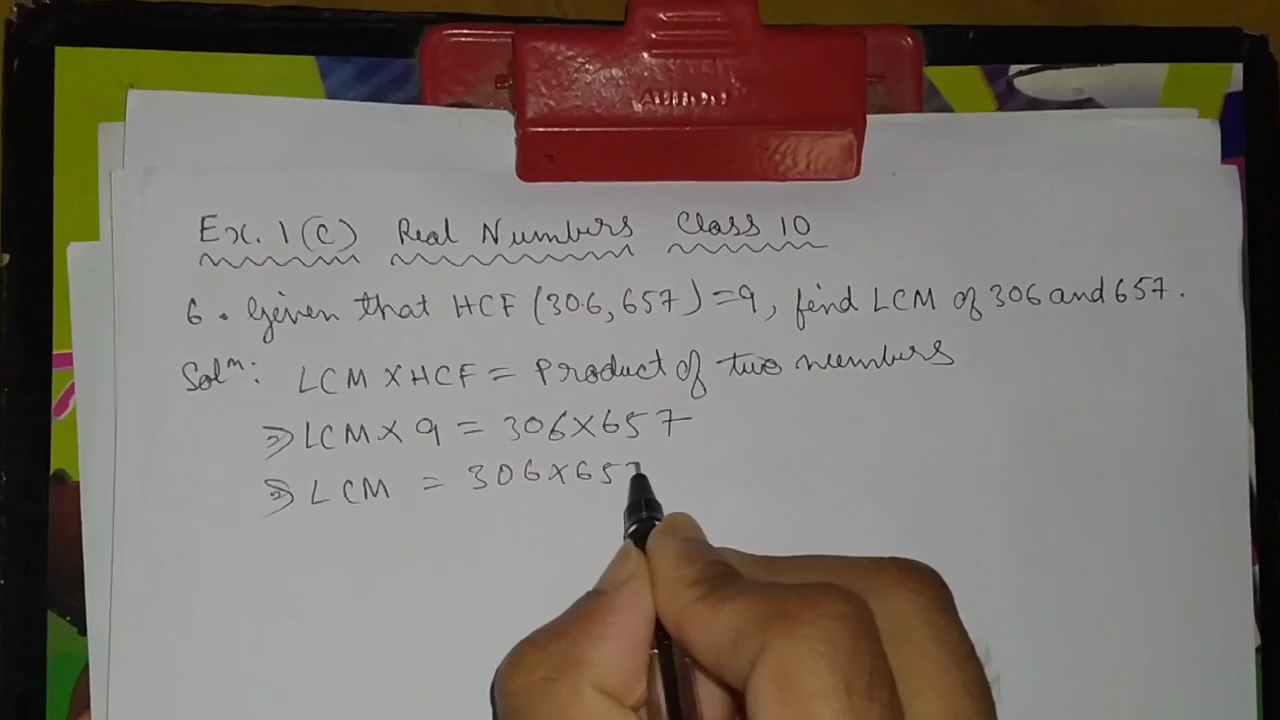 Ex. 1(C) Real Numbers Class 10
6. Given that HCF (306, 657) = 9, find LCM of 306 and 657.
Solⁿ: LCM X HCF = Product of two numbers
⇒ LCM X 9 = 306 X 657
⇒ LCM = 306 X 657